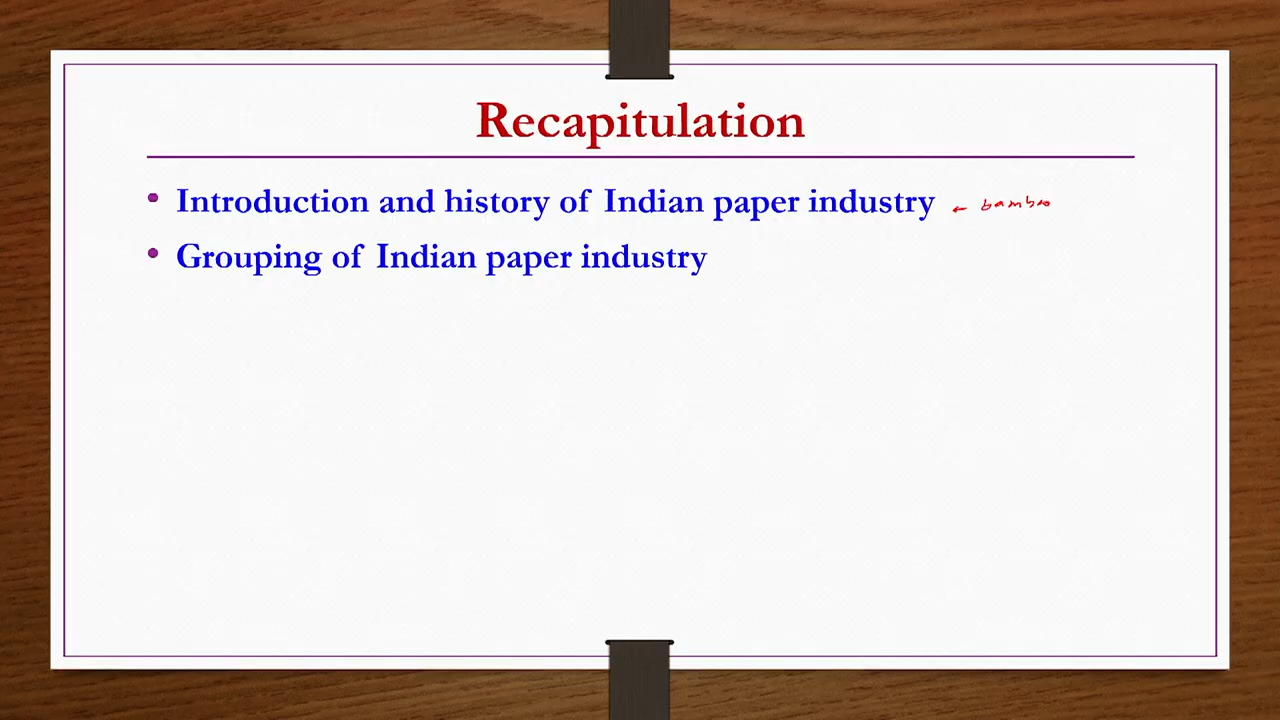 Recapitulation
• Introduction and history of Indian paper industry ← bamboo
• Grouping of Indian paper industry